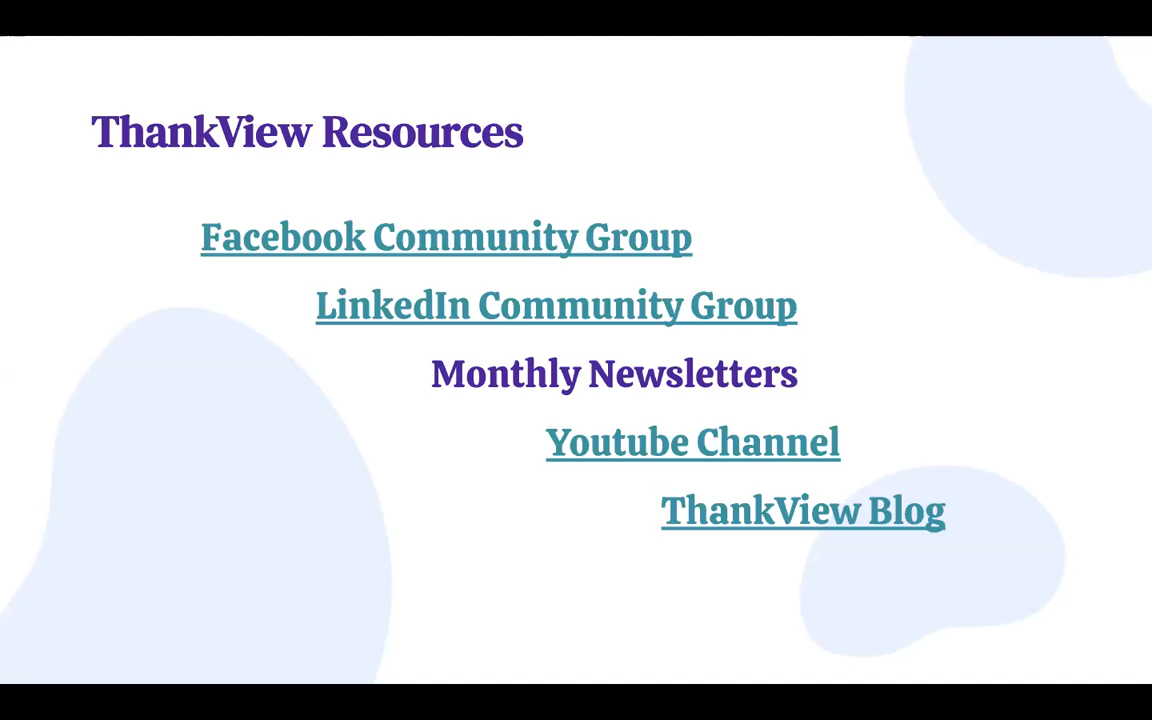 ThankView Resources
Facebook Community Group
LinkedIn Community Group
Monthly Newsletters
Youtube Channel
ThankView Blog